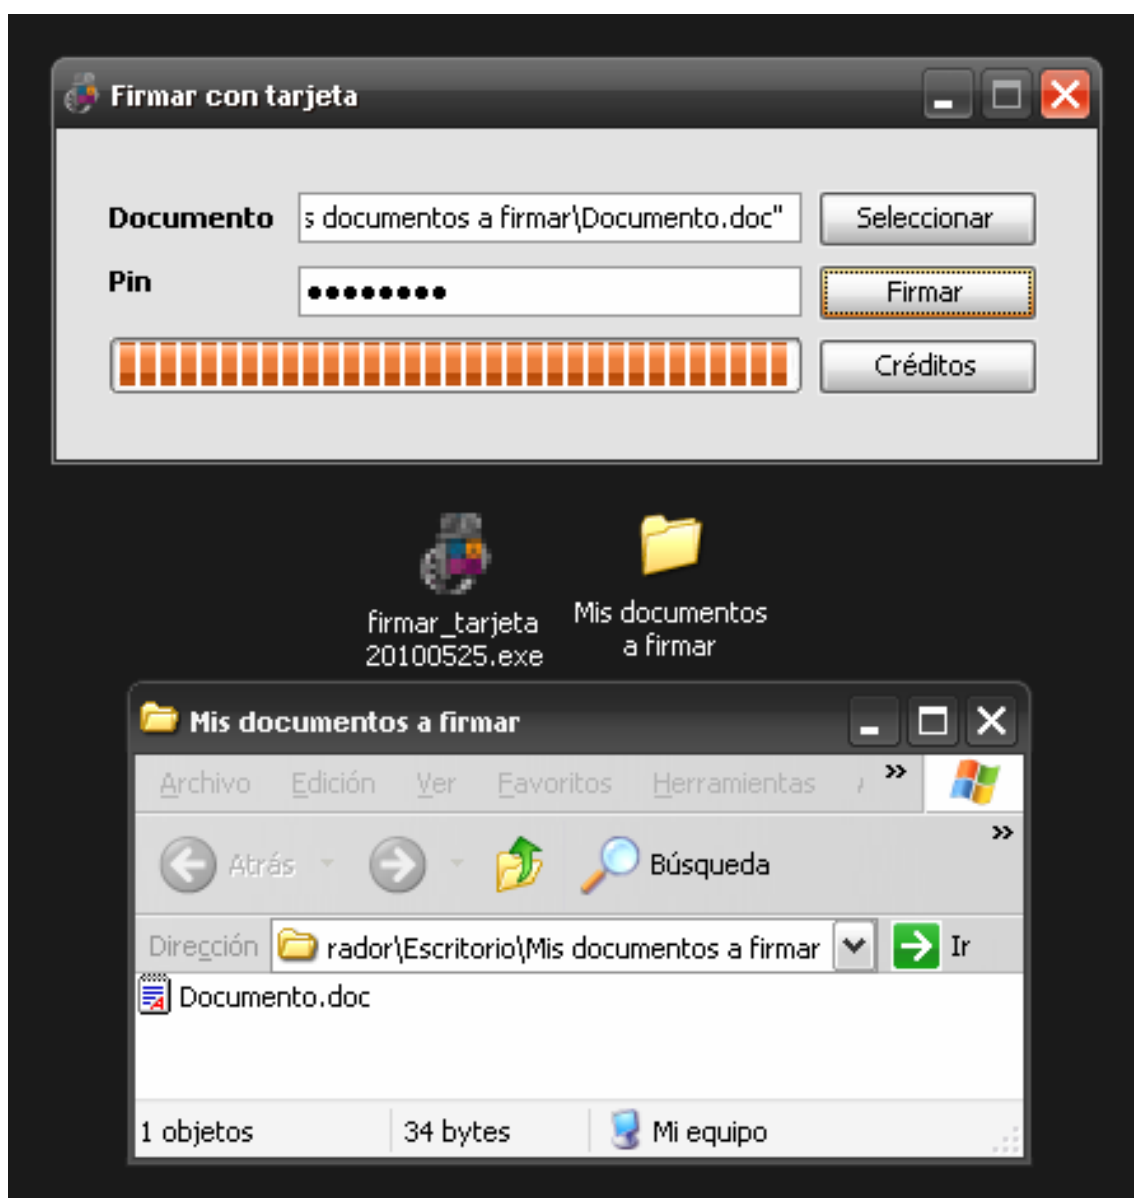 Firmar con tarjeta
Documento s documentos a firmar\Documento.doc" Seleccionar
Pin •••••••• Firmar
Créditos
firmar_tarjeta
20100525.exe
Mis documentos
a firmar
Mis documentos a firmar
Archivo Edición Ver Favoritos Herramientas »
Atrás Búsqueda »
Dirección rador\Escritorio\Mis documentos a firmar Ir
Documento.doc
1 objetos 34 bytes Mi equipo